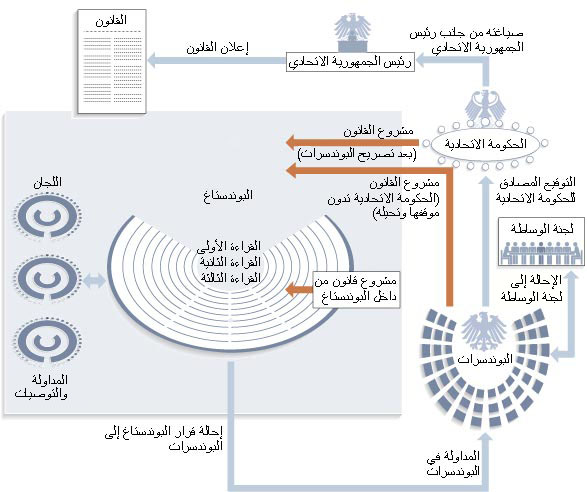 القانون
إعلان القانون
رئيس الجمهورية الاتحادي
صياغته من جانب رئيس
الجمهورية الاتحادي
الحكومة الاتحادية
مشروع القانون
(بعد تصريح البوندسرات)
مشروع القانون
(الحكومة الاتحادية تدون
موقفها وتحيله)
التوقيع المصادق
للحكومة الاتحادية
لجنة الوساطة
الإحالة إلى
لجنة الوساطة
اللجان
البوندستاغ
القراءة الأولى
القراءة الثانية
القراءة الثالثة
مشروع قانون من
داخل البوندستاغ
البوندسرات
المداولة
والتوصيات
إحالة قرار البوندستاغ إلى
البوندسرات
المداولة في
البوندسرات